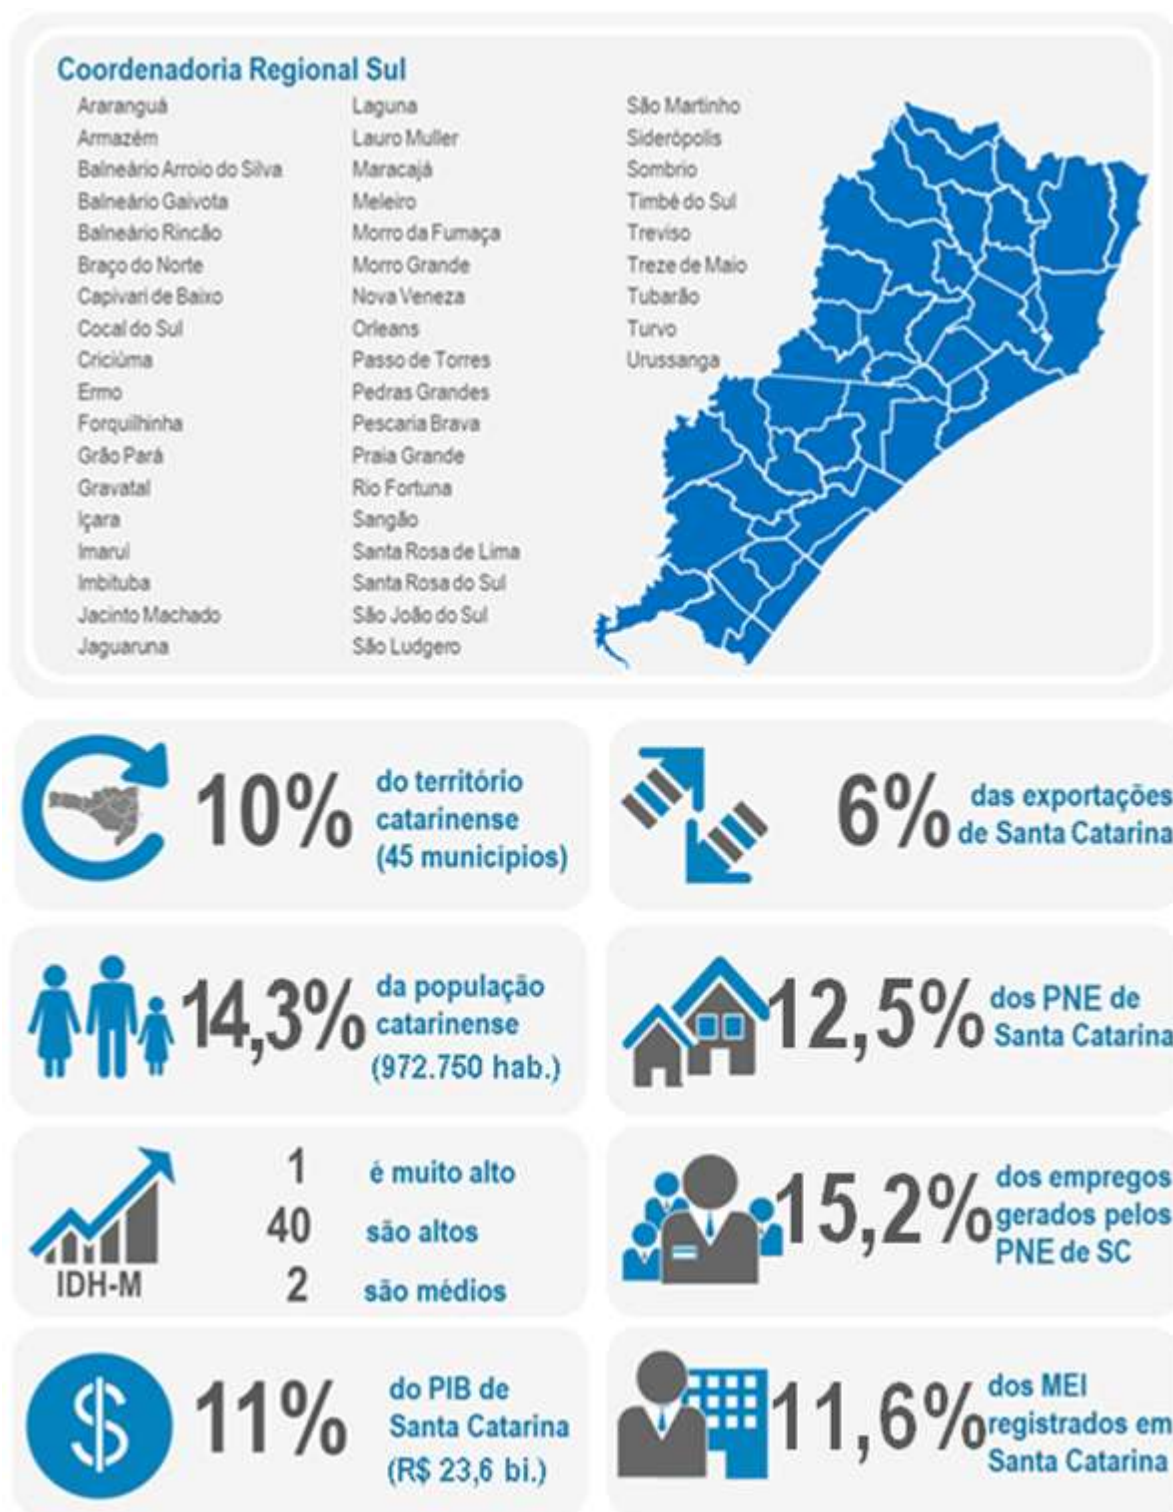 Coordenadoria Regional Sul
Araranguá
Armazém
Balneário Arroio do Silva
Balneário Gaivota
Balneário Rincão
Braço do Norte
Capivari de Baixo
Cocal do Sul
Criciúma
Ermo
Forquilhinha
Grão Pará
Gravatal
Içara
Imaruí
Imbituba
Jacinto Machado
Jaguaruna
Laguna
Lauro Muller
Maracajá
Meleiro
Morro da Fumaça
Morro Grande
Nova Veneza
Orleans
Passo de Torres
Pedras Grandes
Pescaria Brava
Praia Grande
Rio Fortuna
Sangão
Santa Rosa de Lima
Santa Rosa do Sul
São João do Sul
São Ludgero
São Martinho
Siderópolis
Sombrio
Timbé do Sul
Treviso
Treze de Maio
Tubarão
Turvo
Urussanga
10%
do território
catarinense
(45 municípios)
6%
das exportações
de Santa Catarina
14,3%
da população
catarinense
(972.750 hab.)
12,5%
dos PNE de
Santa Catarina
IDH-M
1 é muito alto
40 são altos
2 são médios
15,2%
dos empregos
gerados pelos
PNE de SC
$
11%
do PIB de
Santa Catarina
(R$ 23,6 bi.)
11,6%
dos MEI
registrados em
Santa Catarina